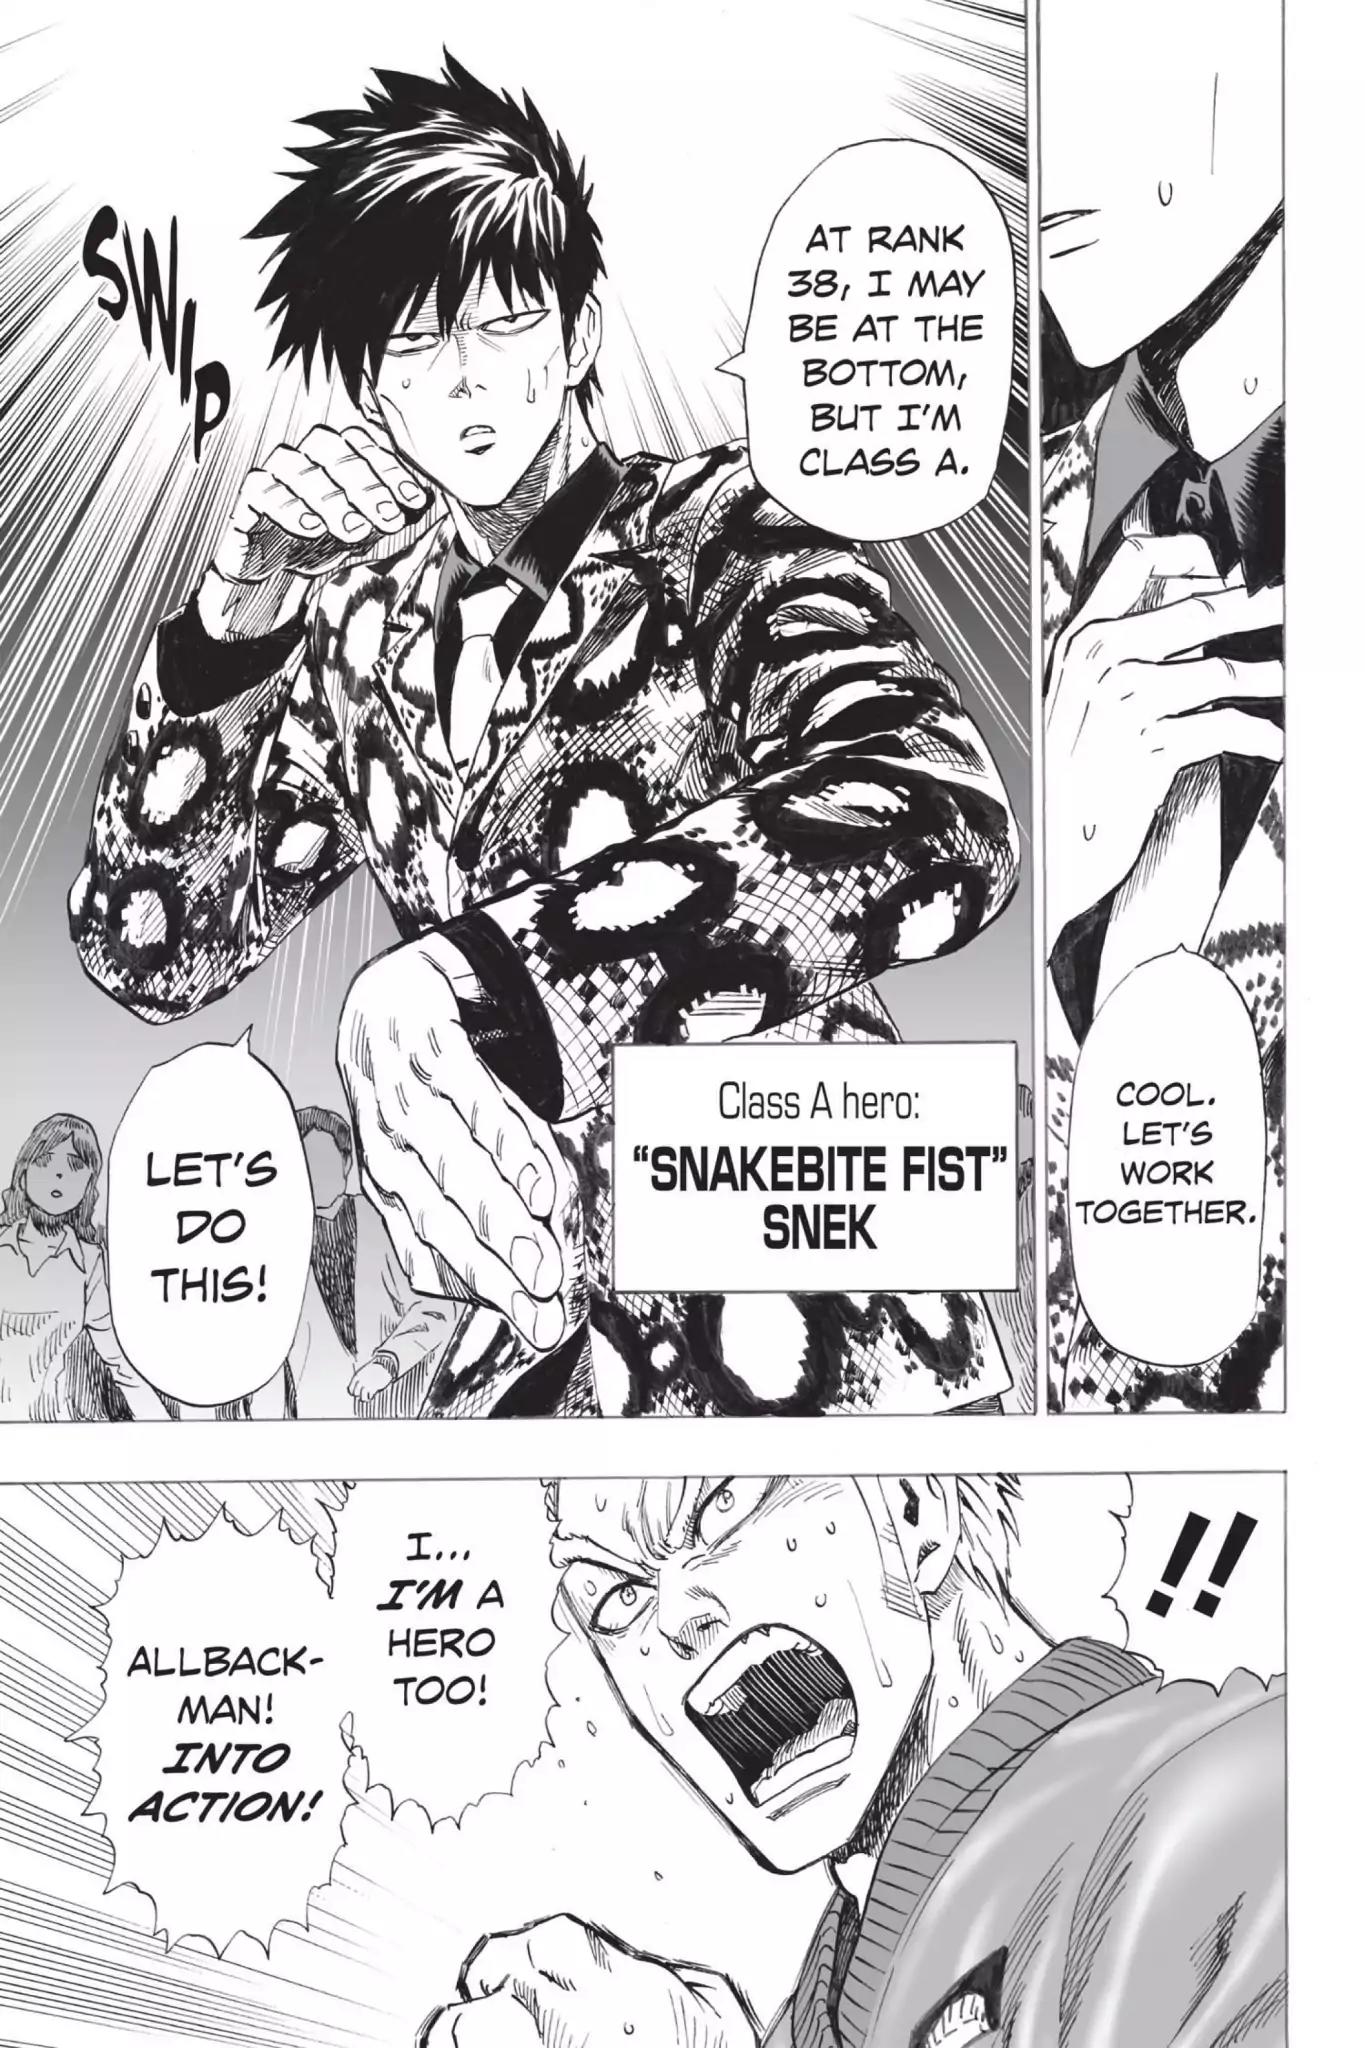 COOL.
LET'S
WORK
TOGETHER.
AT RANK
38, I MAY
BE AT THE
BOTTOM,
BUT I'M
CLASS A.
SWIP
Class A hero:
"SNAKEBITE FIST"
SNEK
LET'S
DO
THIS!
!!
I...
I'M A
HERO
TOO!
ALLBACK-
MAN!
INTO
ACTION!